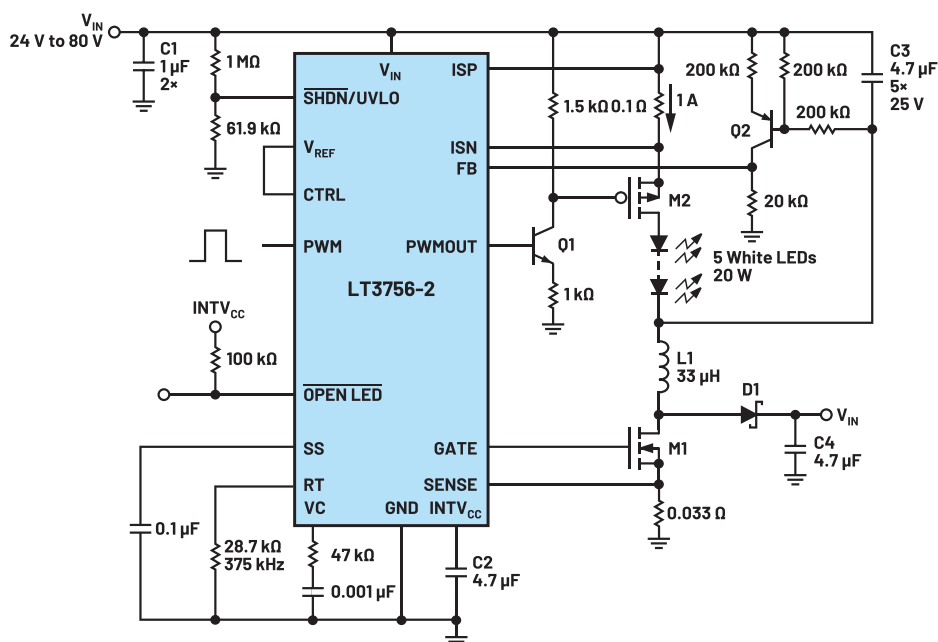 VIN
24 V to 80 V
C1
1 µF
2×
1 MΩ
61.9 kΩ
VIN
ISP
SHDN/UVLO
VREF
ISN
FB
CTRL
PWM
PWMOUT
LT3756-2
INTVCC
100 kΩ
OPEN LED
SS
GATE
RT
SENSE
VC
GND
INTVCC
0.1 µF
28.7 kΩ
375 kHz
47 kΩ
0.001 µF
C2
4.7 µF
1.5 kΩ
0.1 Ω
1 A
Q1
1 kΩ
M2
200 kΩ
200 kΩ
Q2
200 kΩ
20 kΩ
C3
4.7 µF
5×
25 V
5 White LEDs
20 W
L1
33 µH
D1
VIN
C4
4.7 µF
M1
0.033 Ω